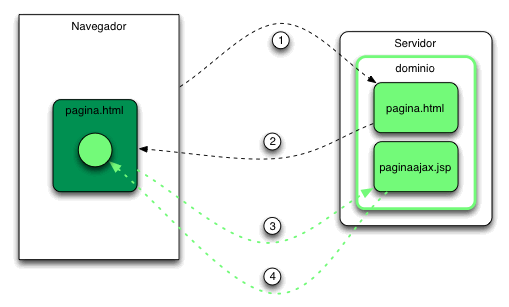 Navegador
pagina.html
1
2
3
4
Servidor
dominio
pagina.html
paginaajax.jsp